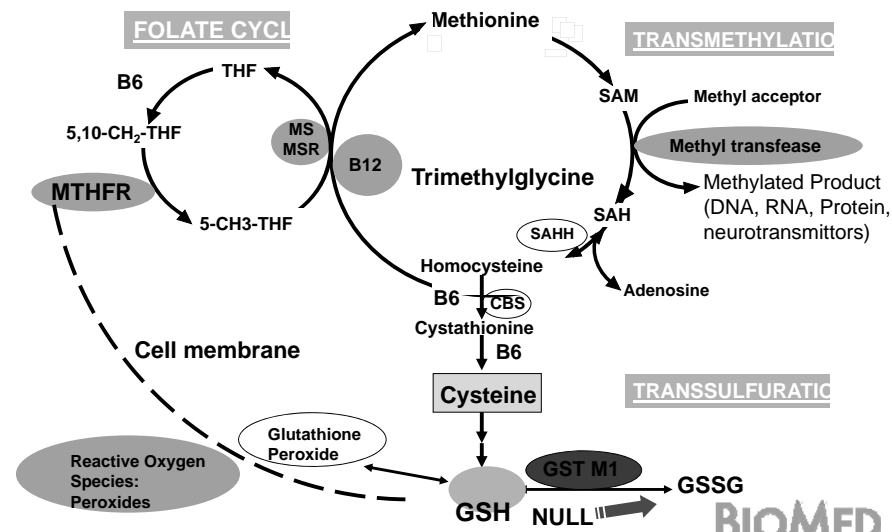 FOLATE CYCL
Methionine
TRANSMETHYLATIO
B6
THF
SAM
Methyl acceptor
5,10-CH2-THF
MS
MSR
B12
Methyl transfease
Trimethylglycine
MTHFR
Methylated Product
(DNA, RNA, Protein,
neurotransmittors)
5-CH3-THF
SAH
SAHH
Homocysteine
Adenosine
B6
CBS
Cystathionine
B6
Cell membrane
Cysteine
TRANSSULFURATIO
Glutathione
Peroxide
Reactive Oxygen
Species:
Peroxides
GST M1
GSH
NULL
GSSG
BIOMED